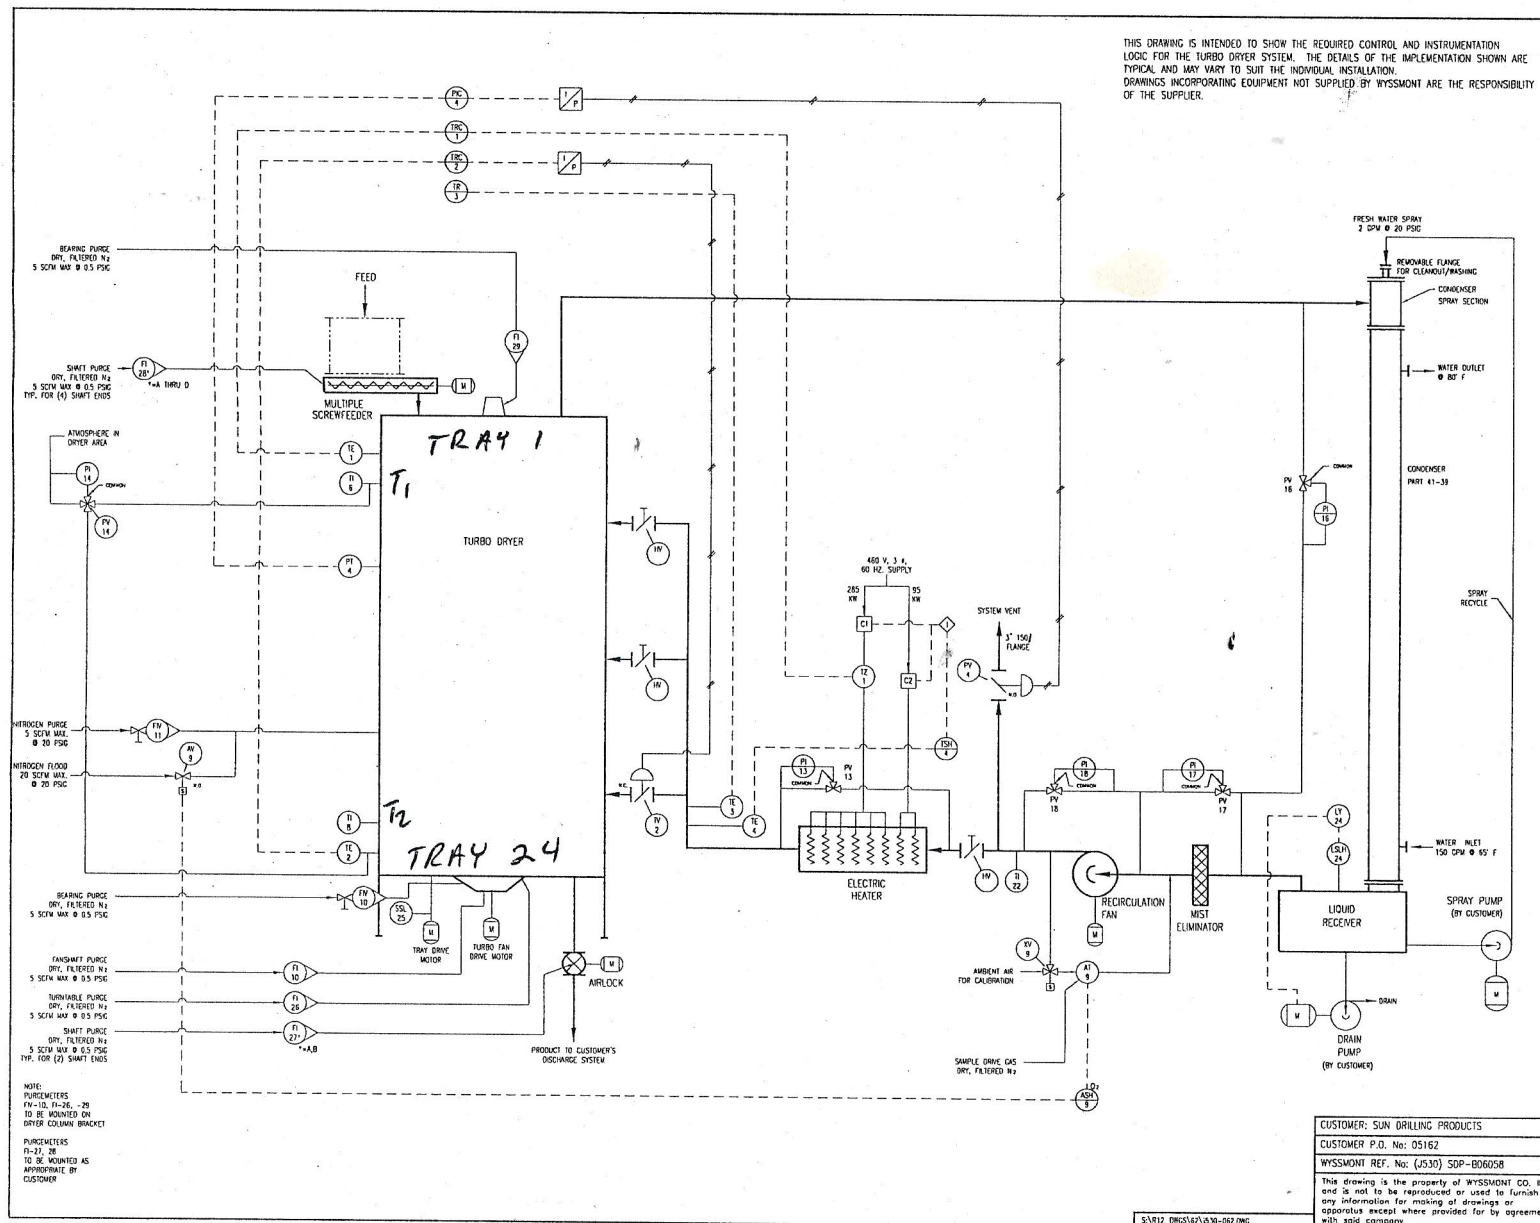 THIS DRAWING IS INTENDED TO SHOW THE REQUIRED CONTROL AND INSTRUMENTATION
LOGIC FOR THE TURBO DRYER SYSTEM. THE DETAILS OF THE IMPLEMENTATION SHOWN ARE
TYPICAL AND MAY VARY TO SUIT THE INDIVIDUAL INSTALLATION.
DRAWINGS INCORPORATING EQUIPMENT NOT SUPPLIED BY WYSSMONT ARE THE RESPONSIBILITY
OF THE SUPPLIER.
PIC
4
I/P
TRC
1
TRC
2
I/P
TR
3
FRESH WATER SPRAY
2 GPM @ 20 PSIG
REMOVABLE FLANGE
FOR CLEANOUT/WASHING
CONDENSER
SPRAY SECTION
BEARING PURGE
DRY, FILTERED N2
5 SCFM MAX @ 0.5 PSIG
FEED
FI
29
SHAFT PURGE
DRY, FILTERED N2
5 SCFM MAX @ 0.5 PSIG
TYP. FOR (4) SHAFT ENDS
FI
28*
*=A THRU D
M
MULTIPLE
SCREWFEEDER
WATER OUTLET
@ 80° F
ATMOSPHERE IN
DRYER AREA
PI
14
COMMON
PV
14
TE
1
TI
6
TRAY 1
T1
TURBO DRYER
PT
4
HV
HV
CONDENSER
PART 41-39
COMMON
PV
16
PI
16
SPRAY
RECYCLE
460 V, 3 φ,
60 HZ. SUPPLY
285
KW
95
KW
C1
I
TZ
1
C2
SYSTEM VENT
3" 150#
FLANGE
PV
4
N.O.
TSH
4
NITROGEN PURGE
5 SCFM MAX.
@ 20 PSIG
FIV
11
NITROGEN FLOOD
20 SCFM MAX.
@ 20 PSIG
AV
9
S
N.O.
N.C.
TV
2
TE
3
TE
4
PI
13
PV
13
COMMON
PI
18
COMMON
PV
18
PI
17
COMMON
PV
17
LY
24
LSLH
24
WATER INLET
150 GPM @ 65° F
TI
8
TE
2
T2
TRAY 24
ELECTRIC
HEATER
HV
TI
22
RECIRCULATION
FAN
M
MIST
ELIMINATOR
LIQUID
RECEIVER
SPRAY PUMP
(BY CUSTOMER)
M
BEARING PURGE
DRY, FILTERED N2
5 SCFM MAX @ 0.5 PSIG
FIV
10
SSL
25
M
TRAY DRIVE
MOTOR
M
TURBO FAN
DRIVE MOTOR
M
AIRLOCK
FANSHAFT PURGE
DRY, FILTERED N2
5 SCFM MAX @ 0.5 PSIG
FI
10
TURNTABLE PURGE
DRY, FILTERED N2
5 SCFM MAX @ 0.5 PSIG
FI
26
SHAFT PURGE
DRY, FILTERED N2
5 SCFM MAX @ 0.5 PSIG
TYP. FOR (2) SHAFT ENDS
FI
27*
*=A,B
PRODUCT TO CUSTOMER'S
DISCHARGE SYSTEM
XV
9
S
AMBIENT AIR
FOR CALIBRATION
AT
9
SAMPLE DRIVE GAS
DRY, FILTERED N2
O2
ASH
9
M
DRAIN
DRAIN
PUMP
(BY CUSTOMER)
NOTE:
PURGEMETERS
FIV-10, FI-26, -29
TO BE MOUNTED ON
DRYER COLUMN BRACKET
PURGEMETERS
FI-27, 28
TO BE MOUNTED AS
APPROPRIATE BY
CUSTOMER
CUSTOMER: SUN DRILLING PRODUCTS
CUSTOMER P.O. No: 05162
WYSSMONT REF. No: (J530) SDP-B06058
This drawing is the property of WYSSMONT CO.
and is not to be reproduced or used to furnish
any information for making of drawings or
apparatus except where provided for by agreeme
with said company.
S:\R12_DWGS\62\J530-062.DWG